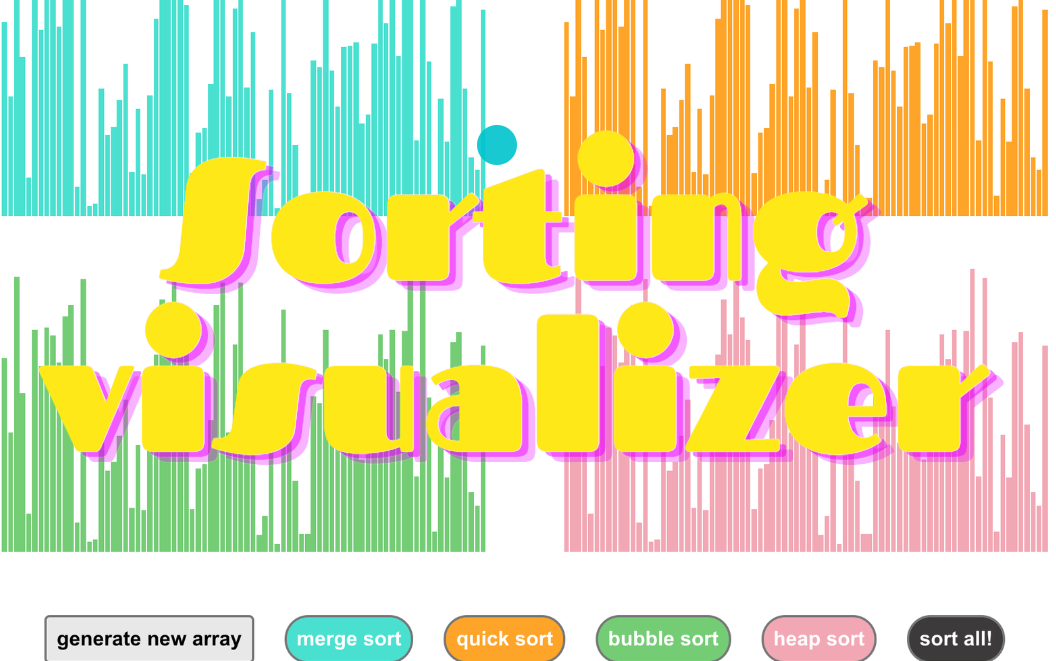 Sorting
visualizer
generate new array
merge sort
quick sort
bubble sort
heap sort
sort all!